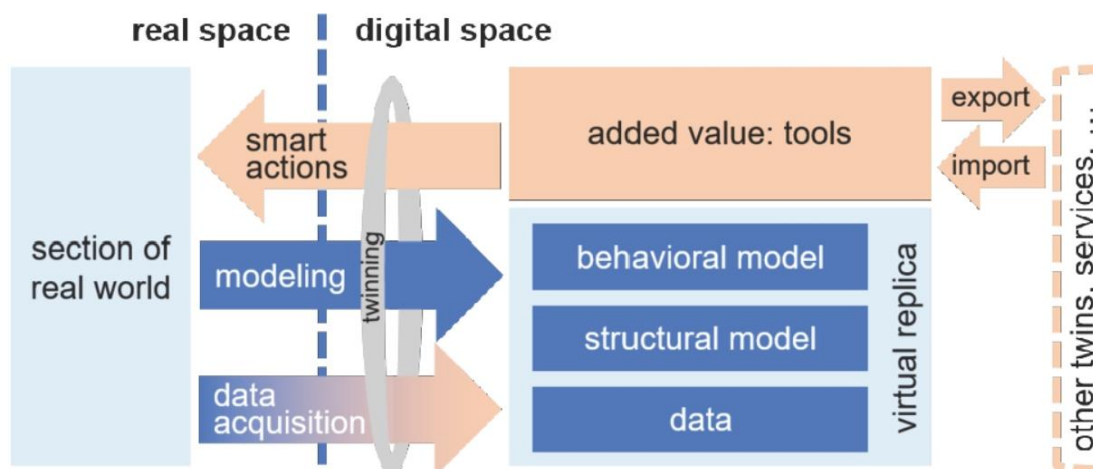 real space
digital space
section of
real world
smart
actions
modeling
data
acquisition
twinning
added value: tools
behavioral model
structural model
data
virtual replica
export
import
other twins, services, ...